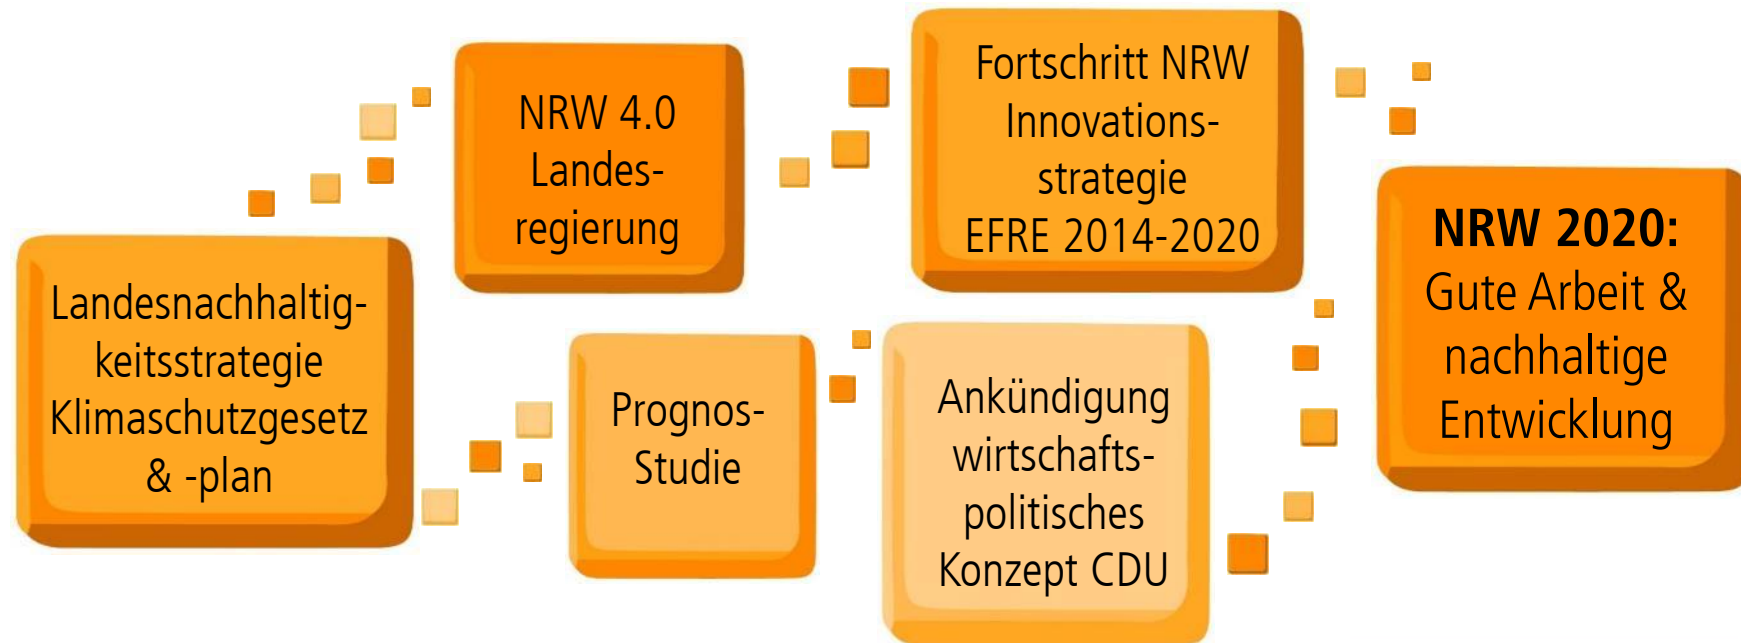 Landesnachhaltig-
keitsstrategie
Klimaschutzgesetz
& -plan
NRW 4.0
Landes-
regierung
Prognos-
Studie
Fortschritt NRW
Innovations-
strategie
EFRE 2014-2020
Ankündigung
wirtschafts-
politisches
Konzept CDU
NRW 2020:
Gute Arbeit &
nachhaltige
Entwicklung